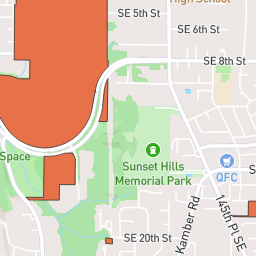 High School
SE 5th St
SE 6th St
SE 8th St
Space
Sunset Hills
Memorial Park
QFC
Kamber Rd
145th Pl SE
SE 20th St